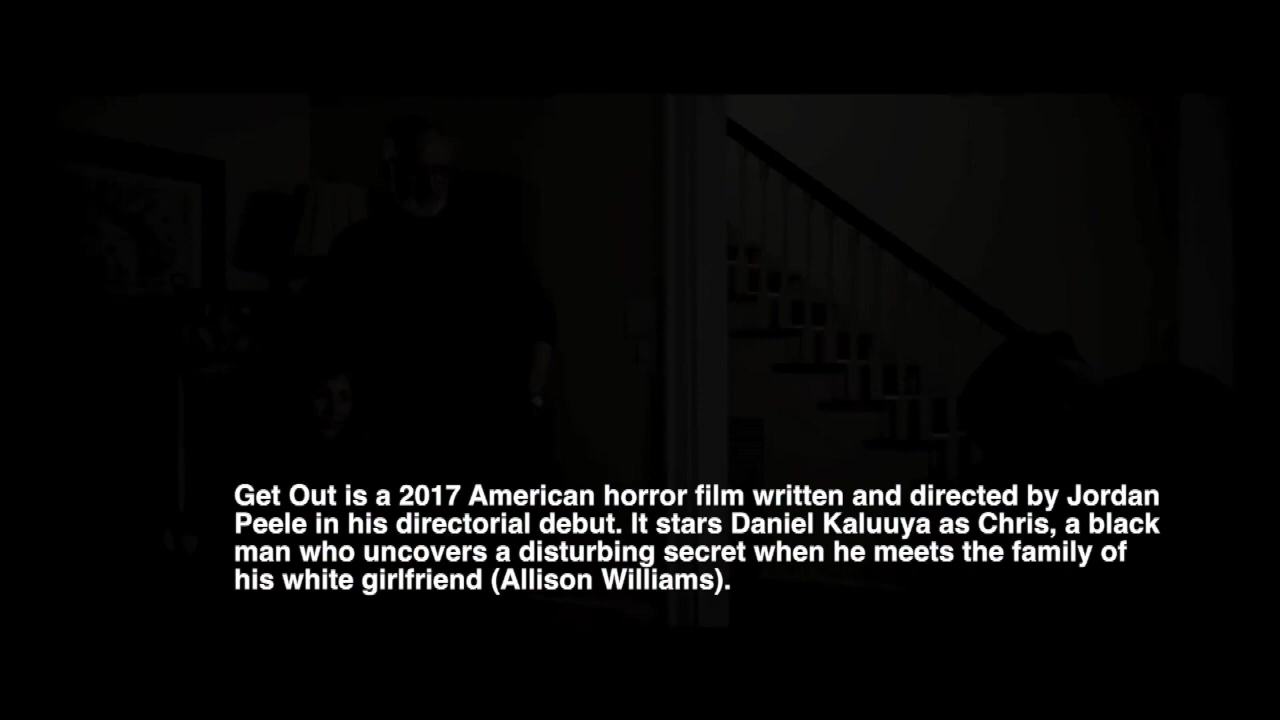 Get Out is a 2017 American horror film written and directed by Jordan
Peele in his directorial debut. It stars Daniel Kaluuya as Chris, a black
man who uncovers a disturbing secret when he meets the family of
his white girlfriend (Allison Williams).